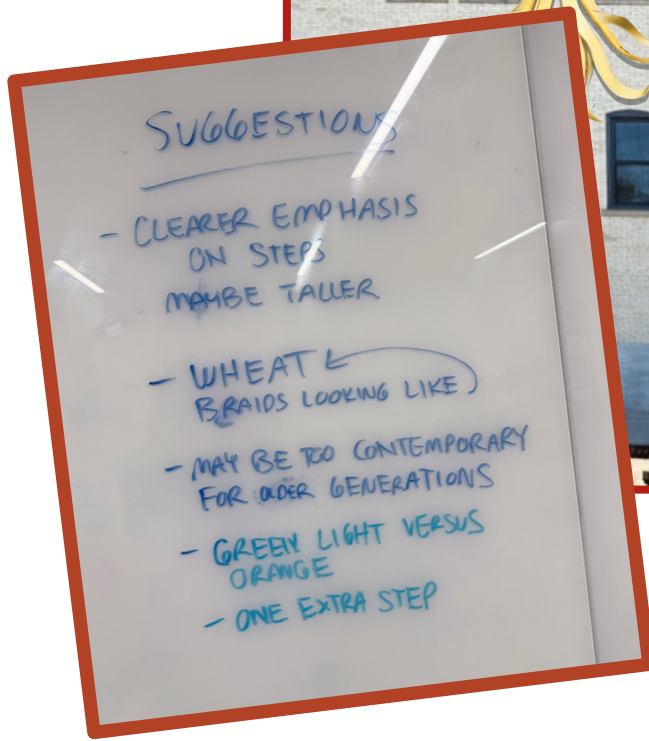 SUGGESTIONS
- CLEARER EMPHASIS
ON STEPS
MAYBE TALLER
- WHEAT
BRAIDS LOOKING LIKE
- MAY BE TOO CONTEMPORARY
FOR OLDER GENERATIONS
- GREEN LIGHT VERSUS
ORANGE
- ONE EXTRA STEP